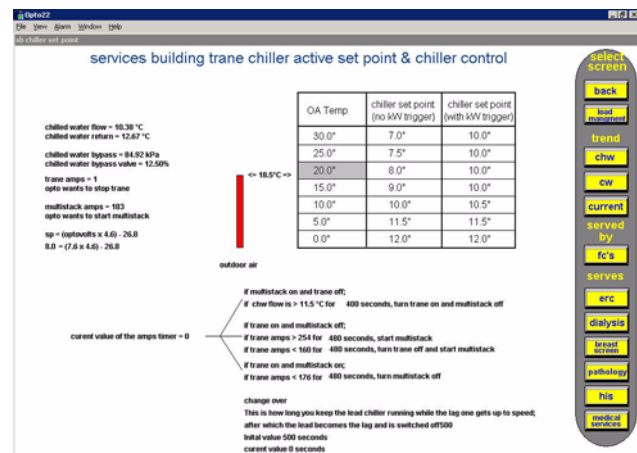 Opto22
File View Alarm Window Help
sb chiller set point
services building trane chiller active set point & chiller control
chilled water flow = 10.38 °C
chilled water return = 12.67 °C
chilled water bypass = 84.92 kPa
chilled water bypass valve = 12.50%
trane amps = 1
opto wants to stop trane
multistack amps = 183
opto wants to start multistack
sp = (optovolts x 4.6) - 26.8
8.0 = (7.6 x 4.6) - 26.8
<= 18.5°C =>
outdoor air
OA Temp chiller set point (no kW trigger) chiller set point (with kW trigger)
30.0° 7.0° 10.0°
25.0° 7.5° 10.0°
20.0° 8.0° 10.0°
15.0° 9.0° 10.0°
10.0° 10.0° 10.5°
5.0° 11.5° 11.5°
0.0° 12.0° 12.0°
curent value of the amps timer = 0
if multistack on and trane off;
if chw flow is > 11.5 °C for 400 seconds, turn trane on and multistack off
if trane on and multistack off;
if trane amps > 254 for 480 seconds, start multistack
if trane amps < 160 for 480 seconds, turn trane off and start multistack
if trane on and multistack on;
if trane amps < 176 for 480 seconds, turn multistack off
change over
This is how long you keep the lead chiller running while the lag one gets up to speed;
after which the lead becomes the lag and is switched off500
Inital value 500 seconds
curent value 0 seconds
select
screen
back
load
managment
trend
chw
cw
current
served
by
fc's
serves
erc
dialysis
breast
screen
pathology
his
medical
services